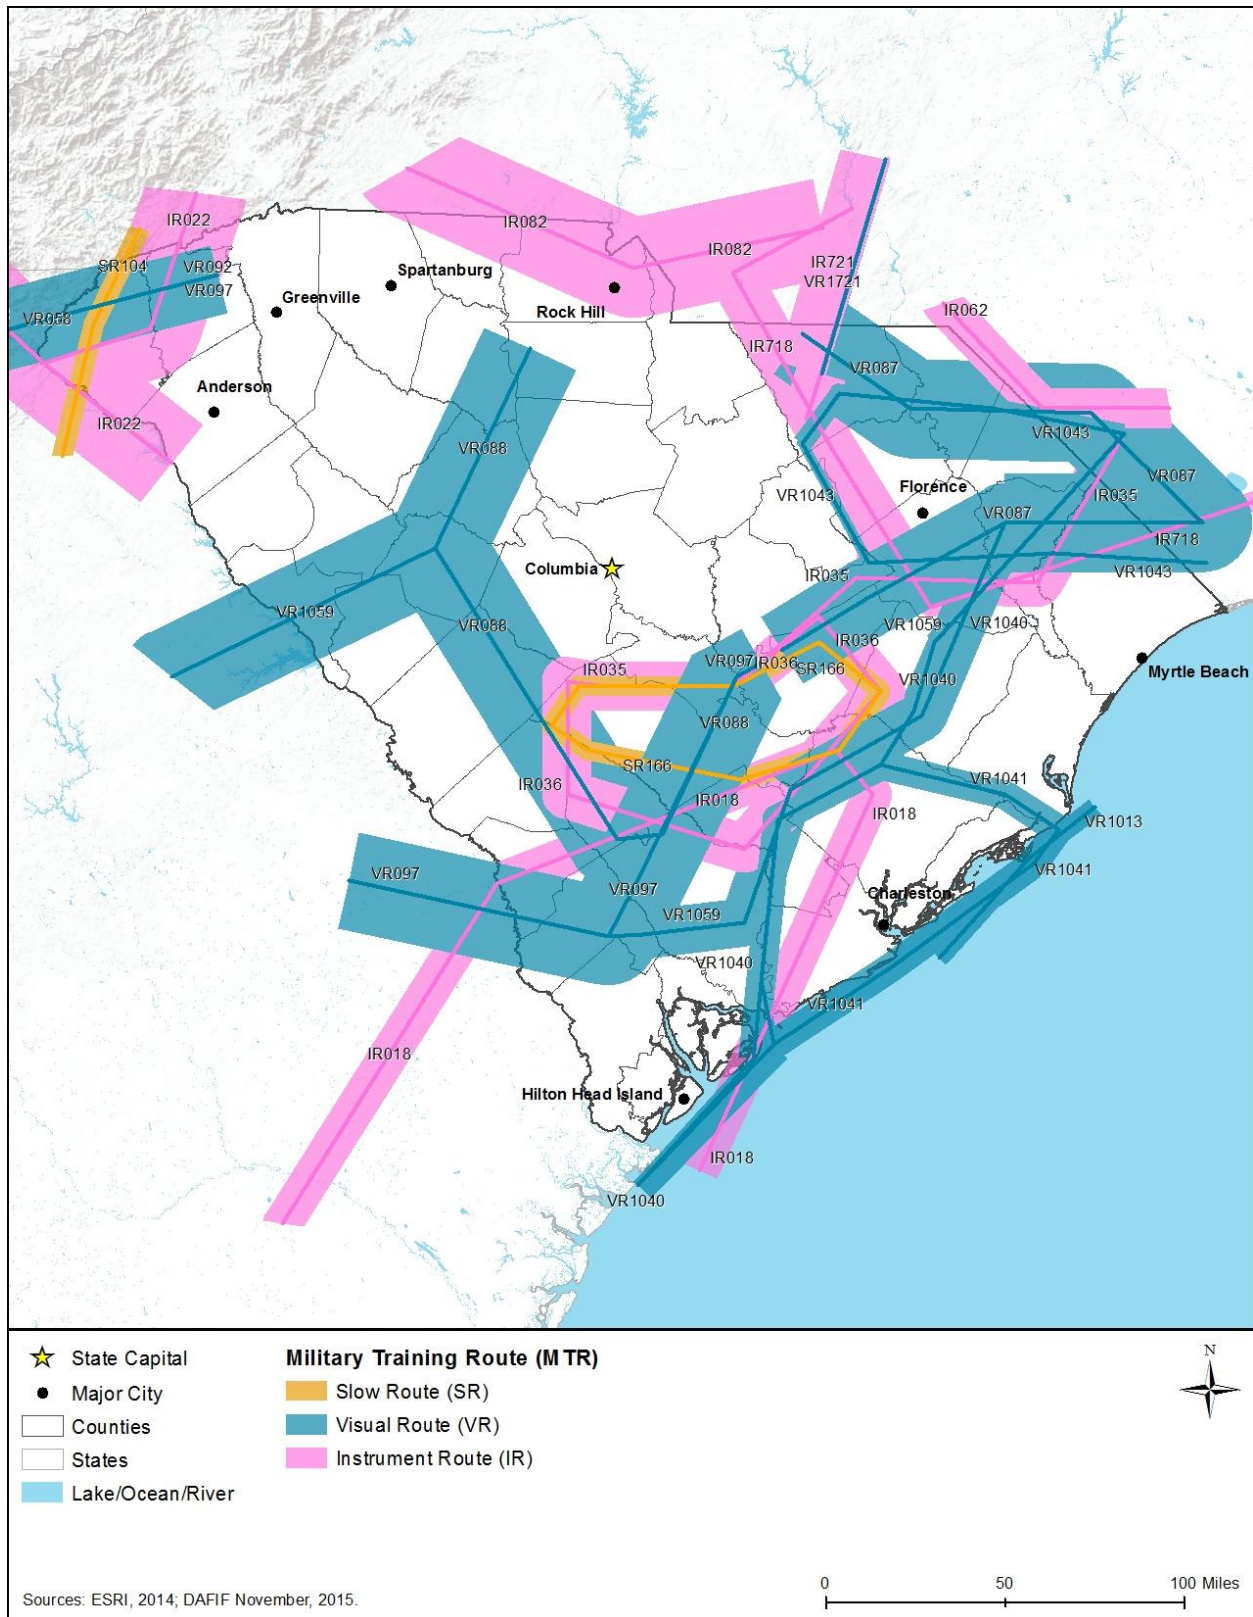 IR022
IR082
IR082
SR104
VR092
VR097
IR721
VR1721
Spartanburg
Greenville
Rock Hill
VR058
IR062
IR718
VR087
Anderson
IR022
VR088
VR1043
VR087
IR035
VR1043
Florence
VR087
IR718
VR1043
Columbia
IR035
VR1059
VR088
VR1059
VR1040
IR036
VR097
IR036
SR166
IR035
VR1040
Myrtle Beach
VR088
SR166
IR036
IR018
VR1041
IR018
VR1013
VR1041
VR097
VR097
Charleston
VR1059
VR1040
VR1041
IR018
Hilton Head Island
IR018
VR1040
State Capital
Major City
Counties
States
Lake/Ocean/River
Military Training Route (MTR)
Slow Route (SR)
Visual Route (VR)
Instrument Route (IR)
N
0 50 100 Miles
Sources: ESRI, 2014; DAFIF November, 2015.